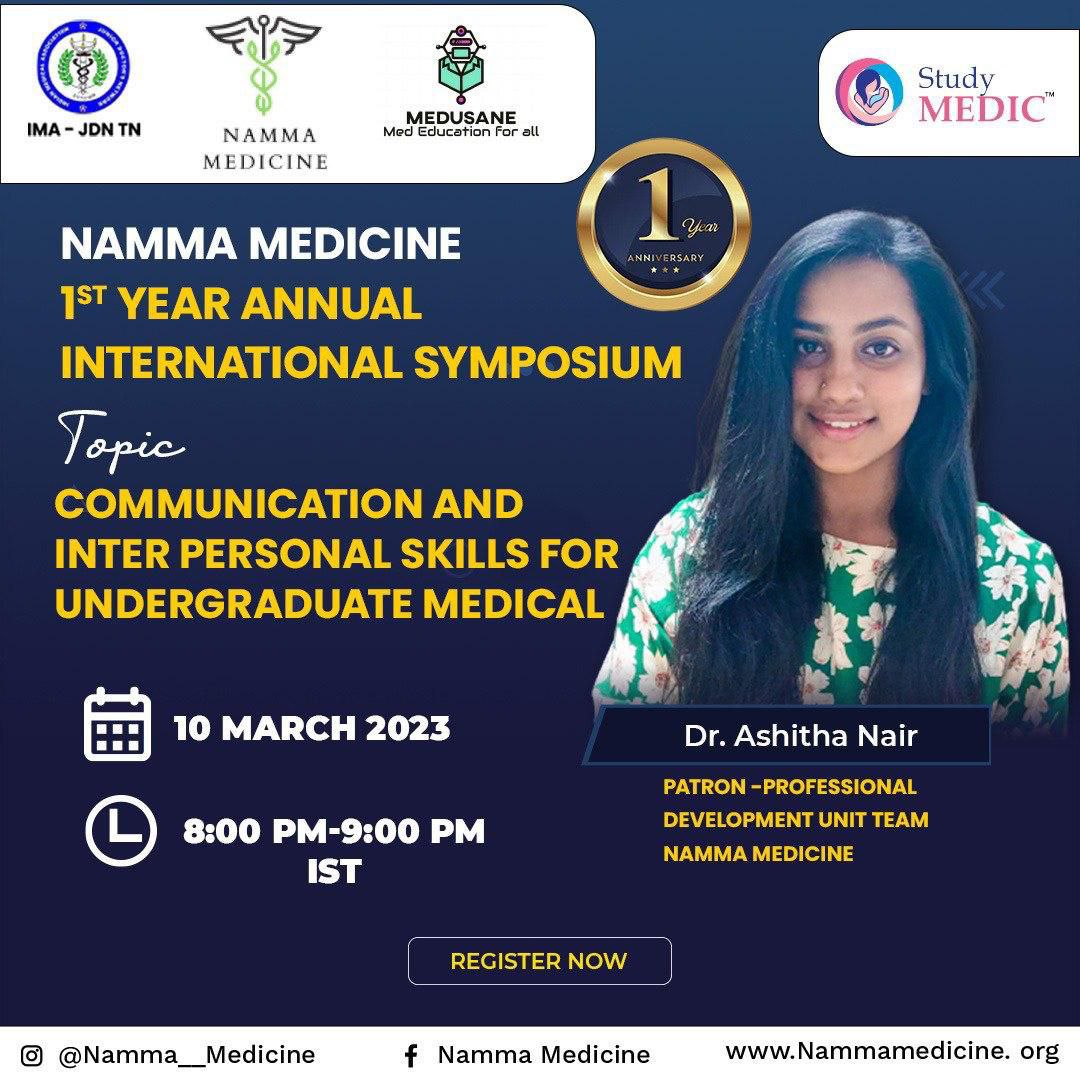 IMA - JDN TN
NAMMA
MEDICINE
MEDUSANE
Med Education for all
Study
MEDIC™
1
Year
ANNIVERSARY
NAMMA MEDICINE
1ST YEAR ANNUAL
INTERNATIONAL SYMPOSIUM
Topic
COMMUNICATION AND
INTER PERSONAL SKILLS FOR
UNDERGRADUATE MEDICAL
10 MARCH 2023
8:00 PM-9:00 PM
IST
Dr. Ashitha Nair
PATRON -PROFESSIONAL
DEVELOPMENT UNIT TEAM
NAMMA MEDICINE
REGISTER NOW
@Namma__Medicine
Namma Medicine
www.Nammamedicine. org